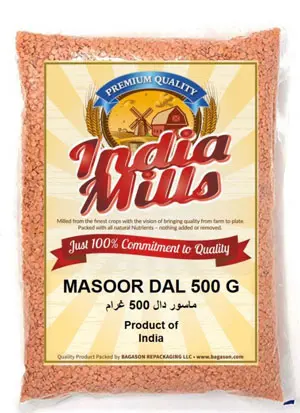 PREMIUM QUALITY
India
Mills
Milled from the finest crops with the vision of bringing quality from farm to plate.
Packed with all natural Nutrients – nothing added or removed.
Just 100% Commitment to Quality
MASOOR DAL 500 G
ماسور دال 500 غرام
Product of
India
Quality Product Packed by BAGASON REPACKAGING LLC • www.bagason.com